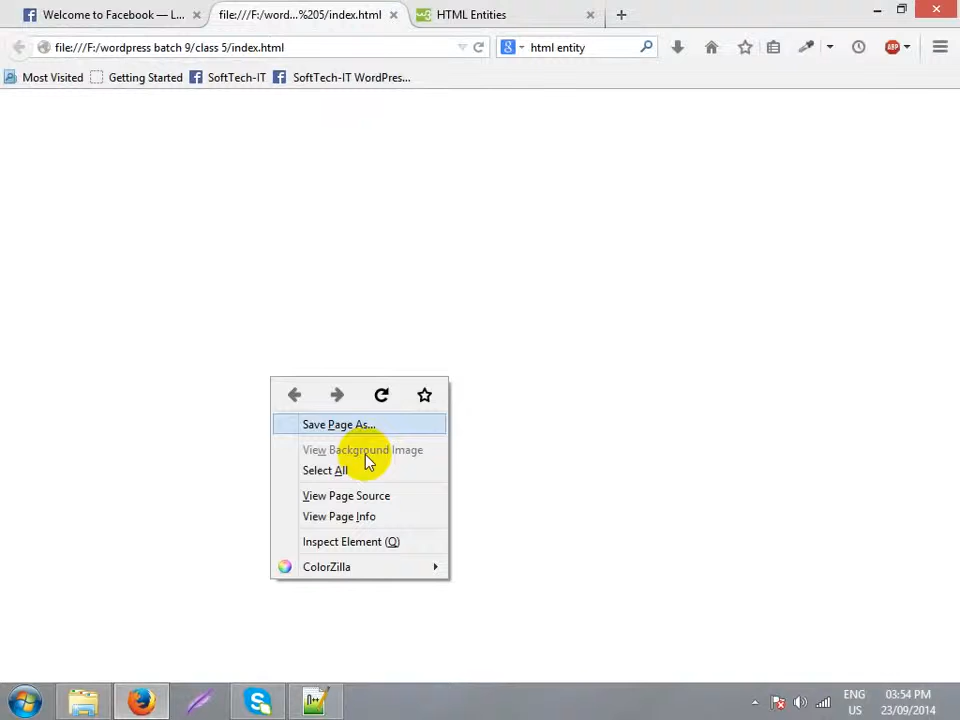 Welcome to Facebook — L...
file:///F:/word...%205/index.html
HTML Entities
file:///F:/wordpress batch 9/class 5/index.html
8
html entity
ABP
Most Visited
Getting Started
SoftTech-IT
SoftTech-IT WordPres...
Save Page As...
View Background Image
Select All
View Page Source
View Page Info
Inspect Element (Q)
ColorZilla
ENG
US
03:54 PM
23/09/2014